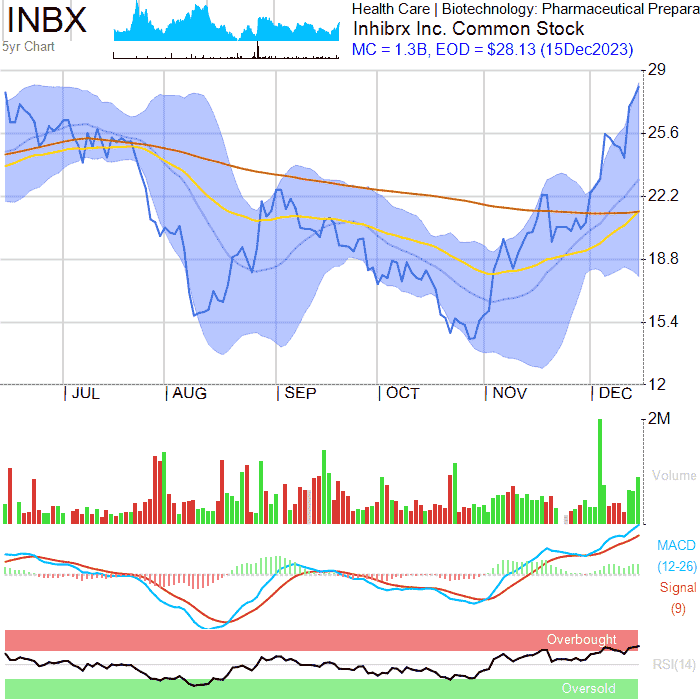 INBX
5yr Chart
Health Care | Biotechnology: Pharmaceutical Prepara
Inhibrx Inc. Common Stock
MC = 1.3B, EOD = $28.13 (15Dec2023)
29
25.6
22.2
18.8
15.4
12
JUL AUG SEP OCT NOV DEC
2M
Volume
MACD
(12-26)
Signal
(9)
Overbought
RSI(14)
Oversold